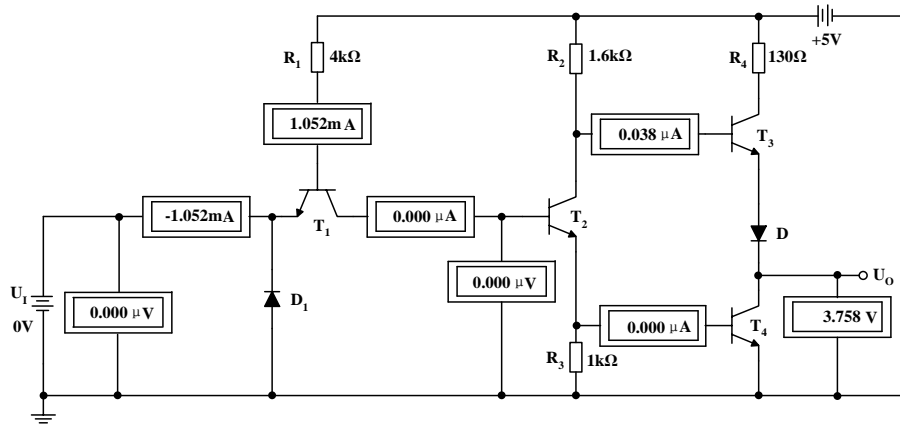 +5V
R1 4kΩ
R2 1.6kΩ
R4 130Ω
1.052m A
0.038 μA
T3
-1.052mA
T1
0.000 μA
T2
D
UI
0V
0.000 μV
D1
0.000 μV
0.000 μA
T4
UO
3.758 V
R3 1kΩ